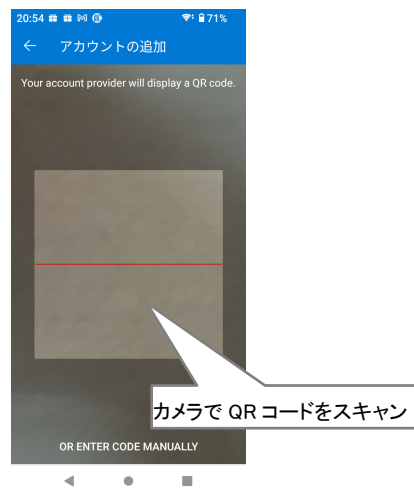 20:54 71%
アカウントの追加
Your account provider will display a QR code.
カメラで QR コードをスキャン
OR ENTER CODE MANUALLY